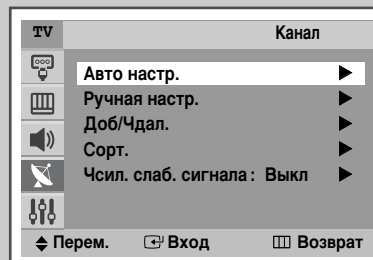 TV Канал
Авто настр.
Ручная настр.
Доб/Чдал.
Сорт.
Чсил. слаб. сигнала : Выкл
Перем. Вход Возврат